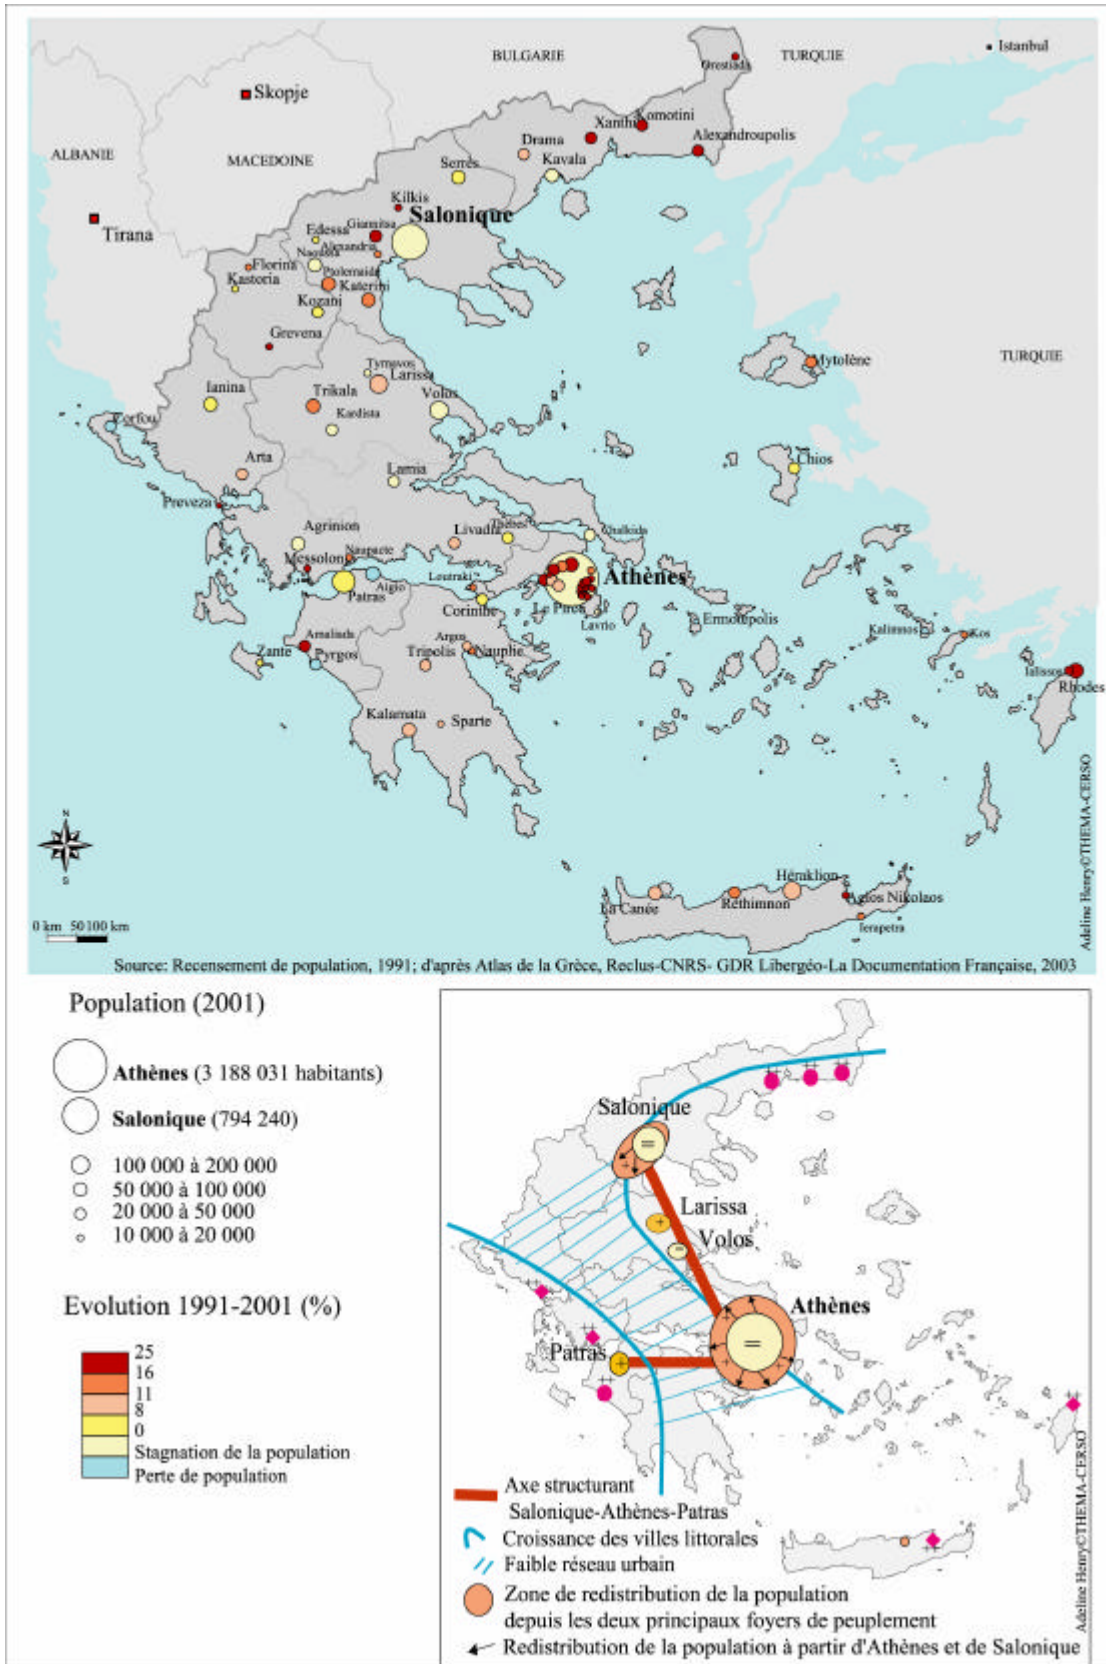 BULGARIE
TURQUIE
Istanbul
Orestiada
Skopje
Komotini
Xanthi
Alexandroupolis
Drama
ALBANIE
MACEDOINE
Kavala
Serrès
Kilkis
Salonique
Tirana
Edessa
Giannitsa
Alexandria
Naoussa
Florina
Ptolemaida
Kastoria
Katerini
Kozani
Grevena
TURQUIE
Mytolène
Tyrnavos
Larissa
Ianina
Trikala
Volos
Kardista
Corfou
Chios
Arta
Lamia
Preveza
Agrinion
Livadia
Thèbes
Chalkida
Naupacte
Messolongi
Loutraki
Athènes
Aigio
Patras
Corinthe
Le Pirée
Lavrio
Ermoupolis
Kalimnos
Kos
Amaliada
Argos
Zante
Pyrgos
Tripolis
Nauplie
Ialissos
Rhodes
Kalamata
Sparte
N
S
Héraklion
La Canée
Réthimnon
Agios Nikolaos
Ierapetra
0 km 50 100 km
Adeline Henry©THEMA-CERSO
Source: Recensement de population, 1991; d'après Atlas de la Grèce, Reclus-CNRS- GDR Libergéo-La Documentation Française, 2003
Population (2001)
Athènes (3 188 031 habitants)
Salonique (794 240)
100 000 à 200 000
50 000 à 100 000
20 000 à 50 000
10 000 à 20 000
Evolution 1991-2001 (%)
25
16
11
8
0
Stagnation de la population
Perte de population
Salonique
Larissa
Volos
Athènes
Patras
Axe structurant
Salonique-Athènes-Patras
Croissance des villes littorales
Faible réseau urbain
Zone de redistribution de la population
depuis les deux principaux foyers de peuplement
Redistribution de la population à partir d'Athènes et de Salonique
Adeline Henry©THEMA-CERSO